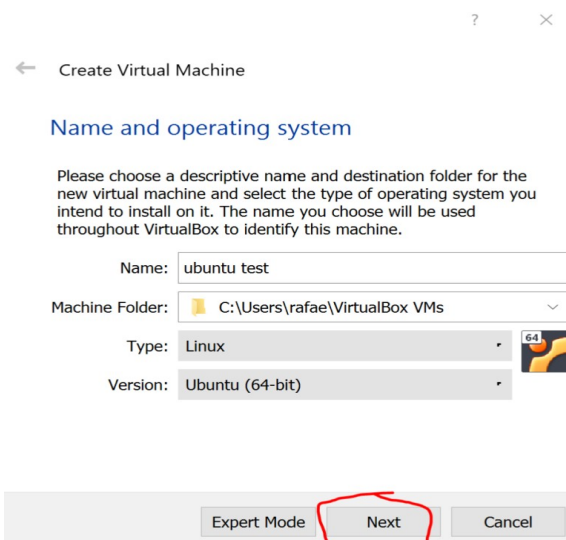 ?
Create Virtual Machine
Name and operating system
Please choose a descriptive name and destination folder for the
new virtual machine and select the type of operating system you
intend to install on it. The name you choose will be used
throughout VirtualBox to identify this machine.
Name: ubuntu test
Machine Folder: C:\Users\rafae\VirtualBox VMs
Type: Linux
64
Version: Ubuntu (64-bit)
Expert Mode Next Cancel